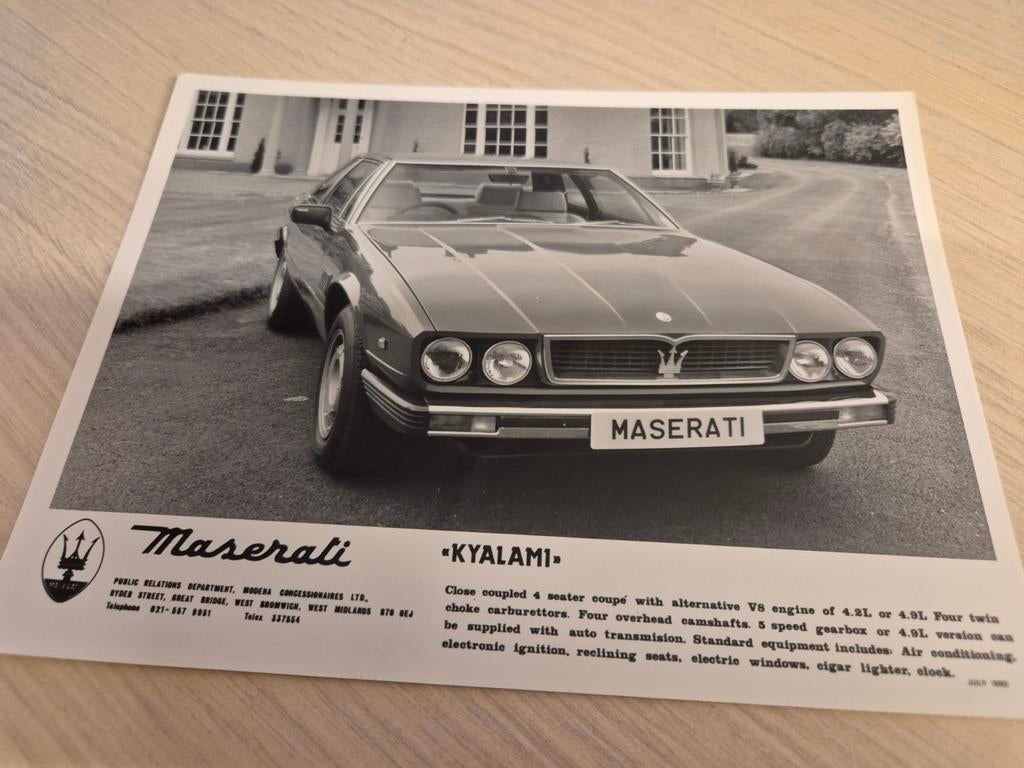 MASERATI
Maserati
«KYALAMI»
PUBLIC RELATIONS DEPARTMENT, MODENA CONCESSIONAIRES LTD.,
RYDER STREET, GREAT BRIDGE, WEST BROMWICH, WEST MIDLANDS B70 0EJ
Telephone 021-557 9951 Telex 337654
Close coupled 4 seater coupé with alternative V8 engine of 4.2L or 4.9L Four twin
choke carburettors. Four overhead camshafts. 5 speed gearbox or 4.9L version can
be supplied with auto transmision. Standard equipment includes: Air conditioning,
electronic ignition, reclining seats, electric windows, cigar lighter, clock.
JULY